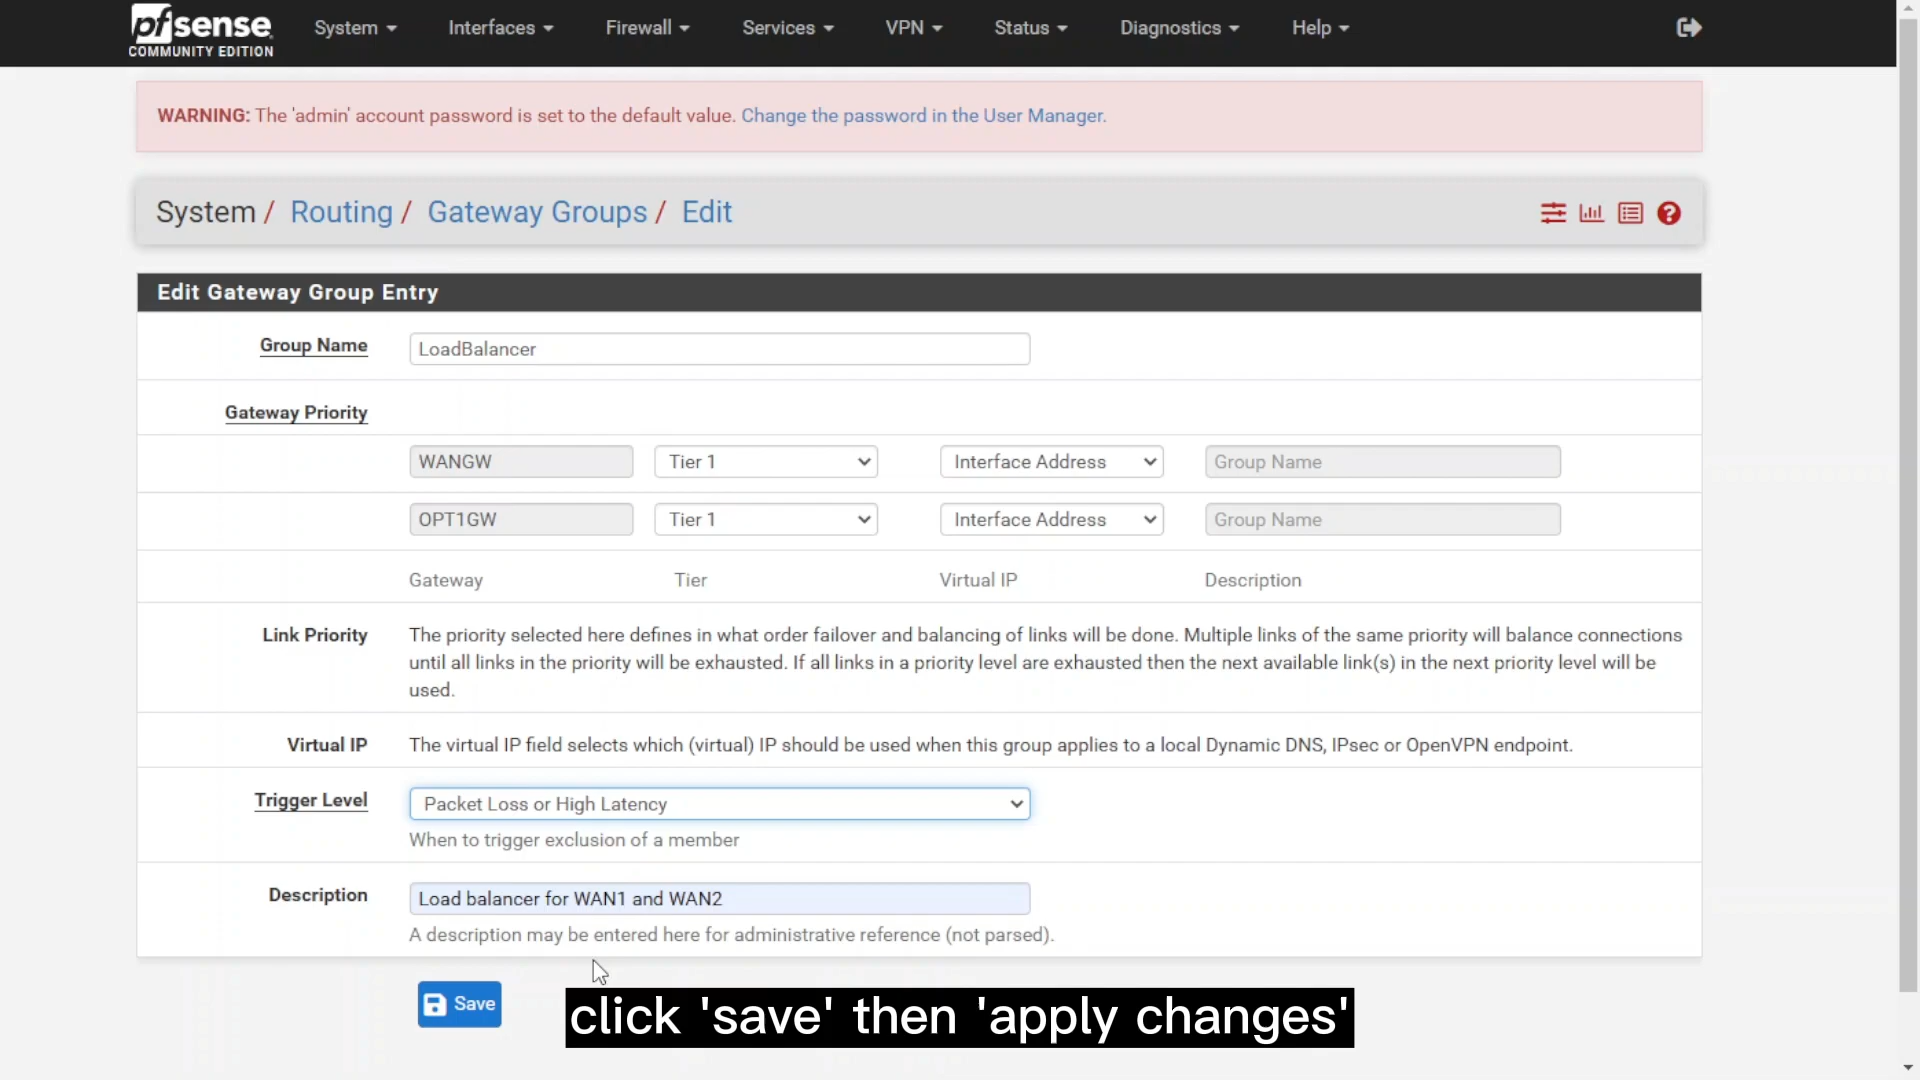 pfsense
COMMUNITY EDITION
System Interfaces Firewall Services VPN Status Diagnostics Help
WARNING: The 'admin' account password is set to the default value. Change the password in the User Manager.
System / Routing / Gateway Groups / Edit
Edit Gateway Group Entry
Group Name LoadBalancer
Gateway Priority
WANGW Tier 1 Interface Address Group Name
OPT1GW Tier 1 Interface Address Group Name
Gateway Tier Virtual IP Description
Link Priority The priority selected here defines in what order failover and balancing of links will be done. Multiple links of the same priority will balance connections
until all links in the priority will be exhausted. If all links in a priority level are exhausted then the next available link(s) in the next priority level will be
used.
Virtual IP The virtual IP field selects which (virtual) IP should be used when this group applies to a local Dynamic DNS, IPsec or OpenVPN endpoint.
Trigger Level Packet Loss or High Latency
When to trigger exclusion of a member
Description Load balancer for WAN1 and WAN2
A description may be entered here for administrative reference (not parsed).
Save
click 'save' then 'apply changes'